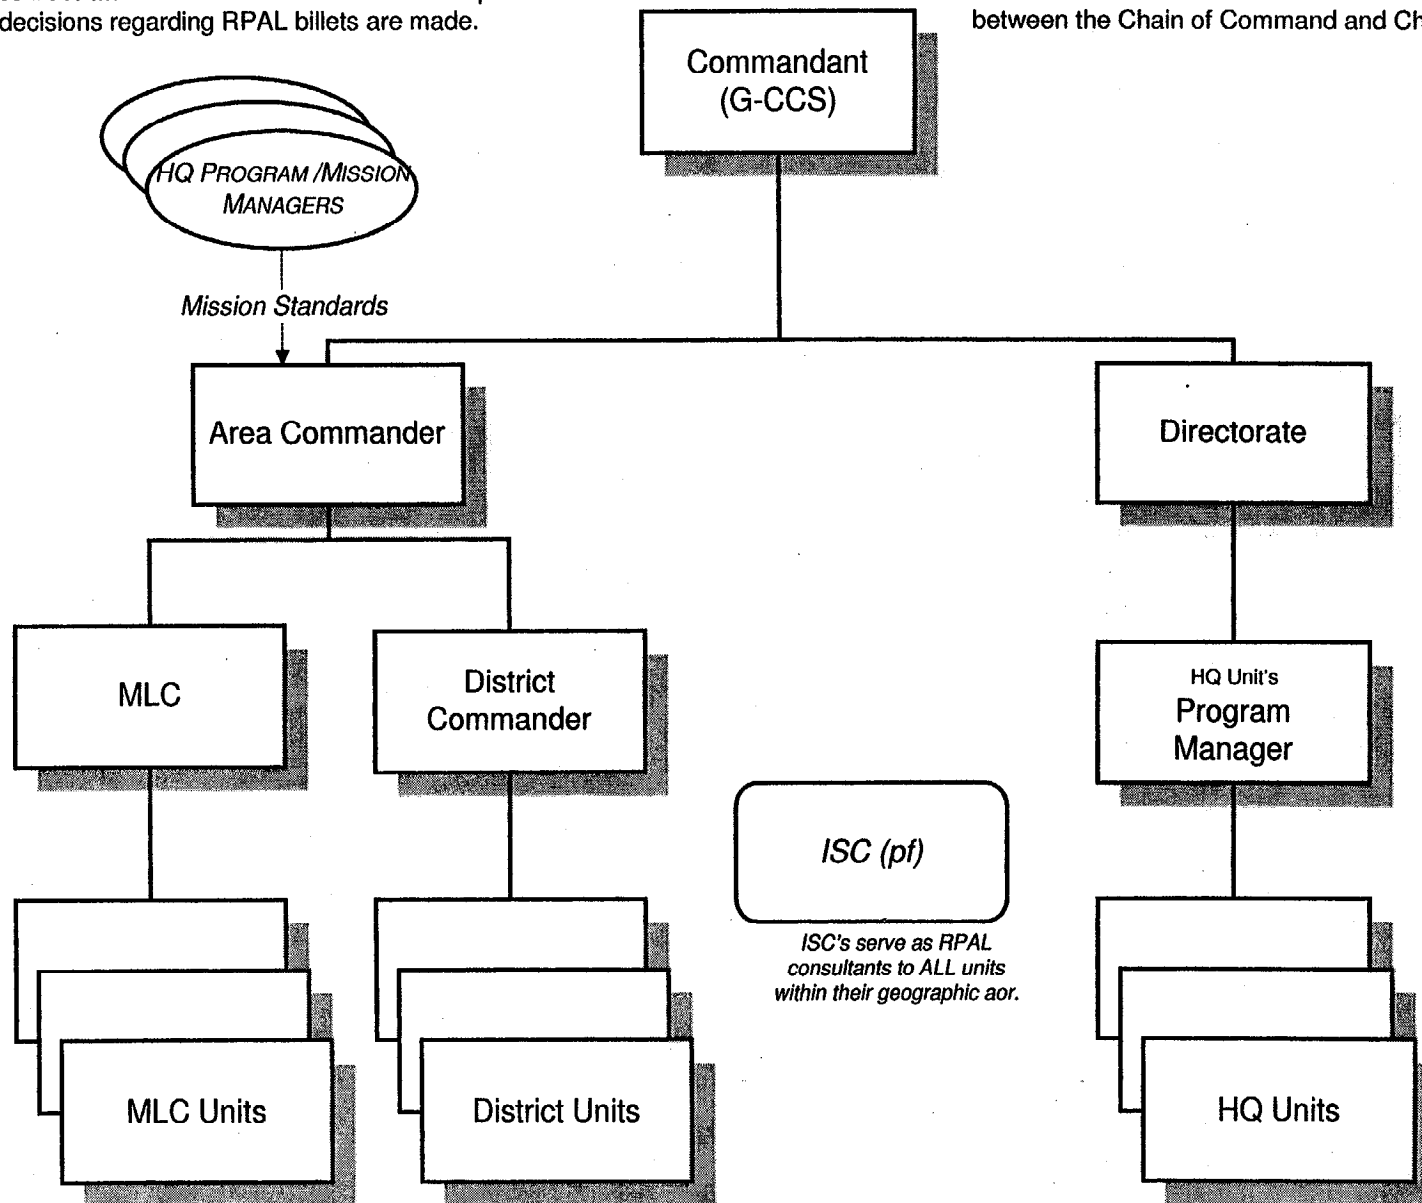 decisions regarding RPAL billets are made.
between the Chain of Command and Ch
Commandant
(G-CCS)
HQ PROGRAM /MISSION
MANAGERS
Mission Standards
Area Commander
Directorate
MLC
District
Commander
HQ Unit's
Program
Manager
ISC (pf)
ISC's serve as RPAL
consultants to ALL units
within their geographic aor.
MLC Units
District Units
HQ Units